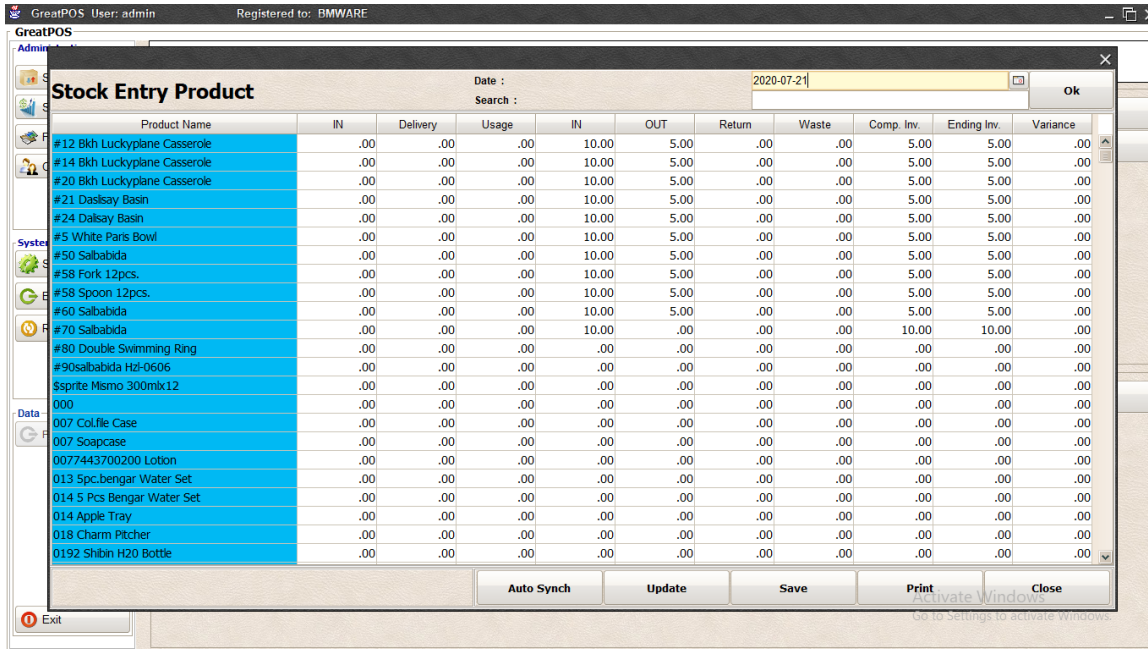 GreatPOS User: admin Registered to: BMWARE
GreatPOS
Stock Entry Product
Date : 2020-07-21
Search :
Ok
Product Name IN Delivery Usage IN OUT Return Waste Comp. Inv. Ending Inv. Variance
#12 Bkh Luckyplane Casserole .00 .00 .00 10.00 5.00 .00 .00 5.00 5.00 .00
#14 Bkh Luckyplane Casserole .00 .00 .00 10.00 5.00 .00 .00 5.00 5.00 .00
#20 Bkh Luckyplane Casserole .00 .00 .00 10.00 5.00 .00 .00 5.00 5.00 .00
#21 Daslisay Basin .00 .00 .00 10.00 5.00 .00 .00 5.00 5.00 .00
#24 Dalisay Basin .00 .00 .00 10.00 5.00 .00 .00 5.00 5.00 .00
#5 White Paris Bowl .00 .00 .00 10.00 5.00 .00 .00 5.00 5.00 .00
#50 Salbabida .00 .00 .00 10.00 5.00 .00 .00 5.00 5.00 .00
#58 Fork 12pcs. .00 .00 .00 10.00 5.00 .00 .00 5.00 5.00 .00
#58 Spoon 12pcs. .00 .00 .00 10.00 5.00 .00 .00 5.00 5.00 .00
#60 Salbabida .00 .00 .00 10.00 5.00 .00 .00 5.00 5.00 .00
#70 Salbabida .00 .00 .00 10.00 .00 .00 .00 10.00 10.00 .00
#80 Double Swimming Ring .00 .00 .00 .00 .00 .00 .00 .00 .00 .00
#90salbabida Hzl-0606 .00 .00 .00 .00 .00 .00 .00 .00 .00 .00
$sprite Mismo 300mlx12 .00 .00 .00 .00 .00 .00 .00 .00 .00 .00
000 .00 .00 .00 .00 .00 .00 .00 .00 .00 .00
007 Col.file Case .00 .00 .00 .00 .00 .00 .00 .00 .00 .00
007 Soapcase .00 .00 .00 .00 .00 .00 .00 .00 .00 .00
0077443700200 Lotion .00 .00 .00 .00 .00 .00 .00 .00 .00 .00
013 5pc.bengar Water Set .00 .00 .00 .00 .00 .00 .00 .00 .00 .00
014 5 Pcs Bengar Water Set .00 .00 .00 .00 .00 .00 .00 .00 .00 .00
014 Apple Tray .00 .00 .00 .00 .00 .00 .00 .00 .00 .00
018 Charm Pitcher .00 .00 .00 .00 .00 .00 .00 .00 .00 .00
0192 Shibin H20 Bottle .00 .00 .00 .00 .00 .00 .00 .00 .00 .00
Auto Synch Update Save Print Close
Data
Exit
Activate Windows
Go to Settings to activate Windows.